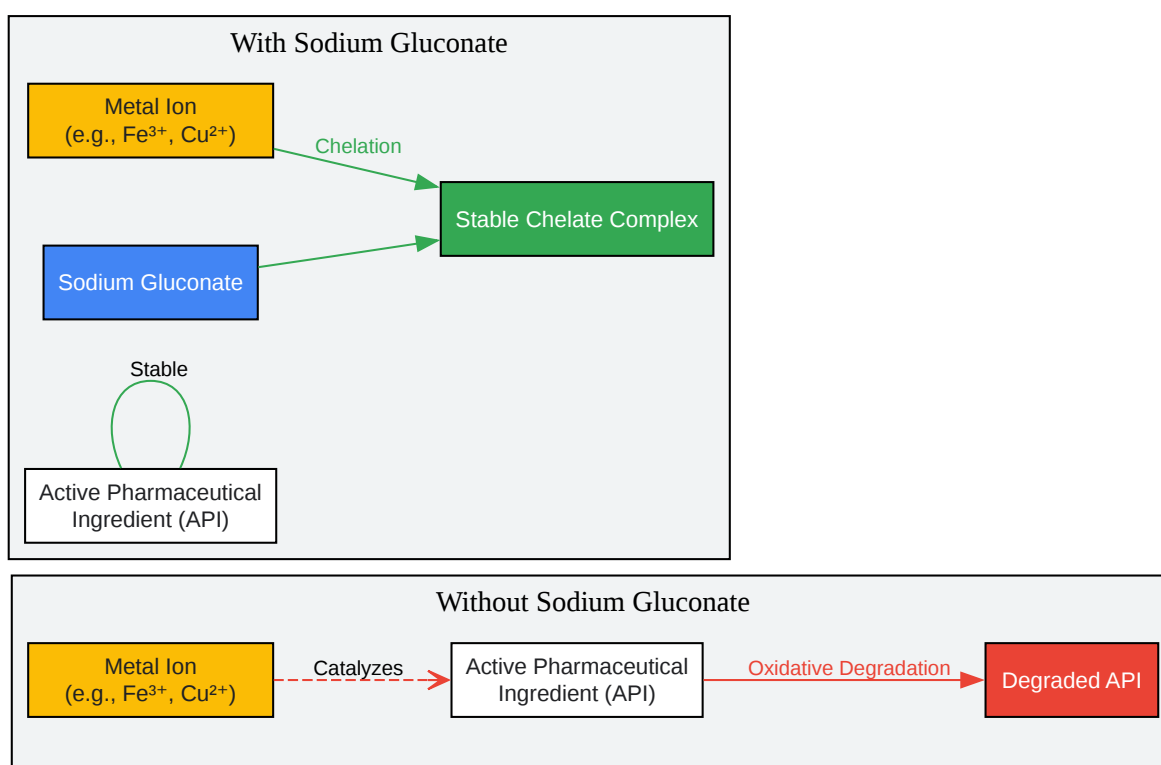 With Sodium Gluconate
Metal Ion
(e.g., Fe³⁺, Cu²⁺)
Chelation
Stable Chelate Complex
Sodium Gluconate
Stable
Active Pharmaceutical
Ingredient (API)
Without Sodium Gluconate
Metal Ion
(e.g., Fe³⁺, Cu²⁺)
Catalyzes
Active Pharmaceutical
Ingredient (API)
Oxidative Degradation
Degraded API